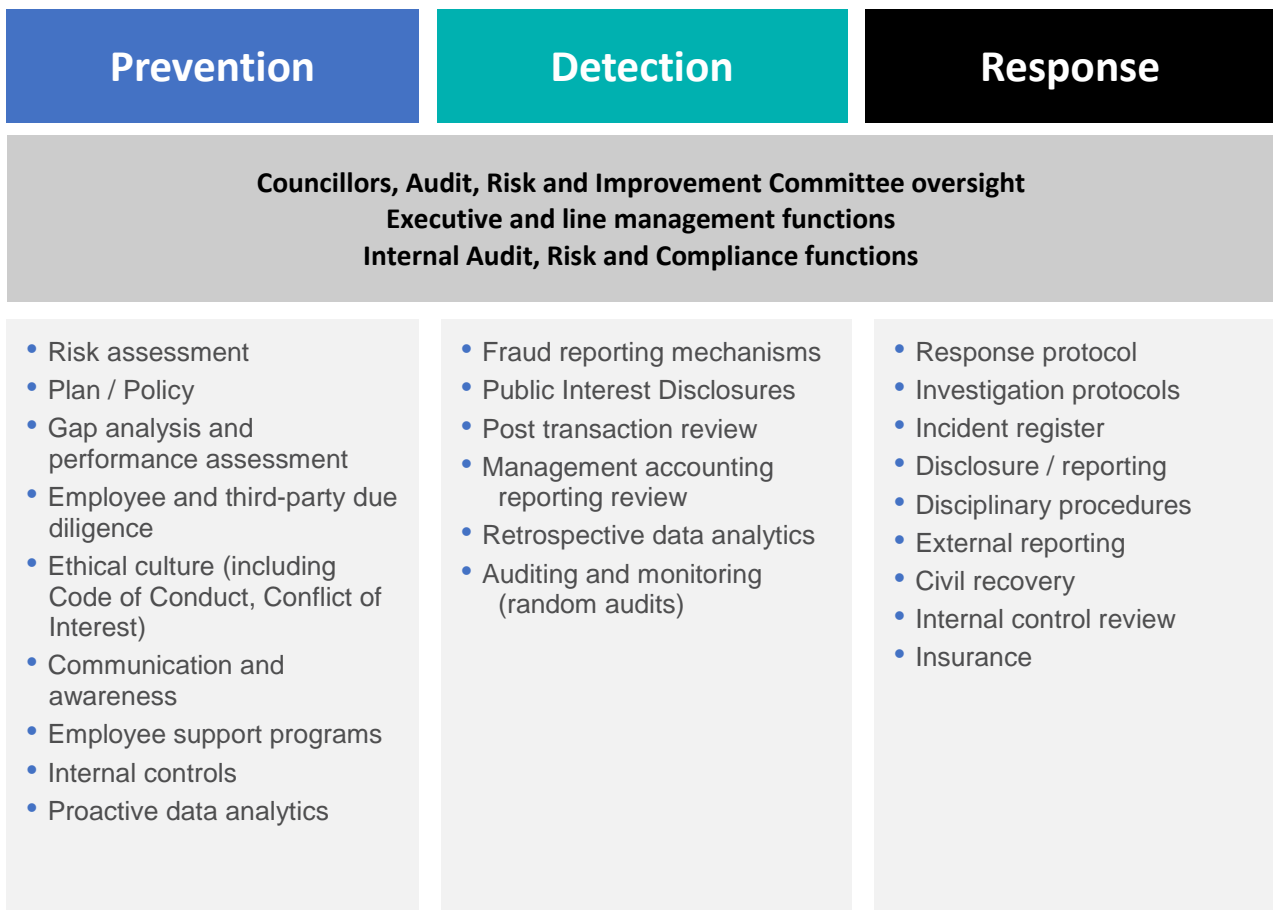 Prevention
Detection
Response
Councillors, Audit, Risk and Improvement Committee oversight
Executive and line management functions
Internal Audit, Risk and Compliance functions
• Risk assessment
• Plan / Policy
• Gap analysis and
performance assessment
• Employee and third-party due
diligence
• Ethical culture (including
Code of Conduct, Conflict of
Interest)
• Communication and
awareness
• Employee support programs
• Internal controls
• Proactive data analytics
• Fraud reporting mechanisms
• Public Interest Disclosures
• Post transaction review
• Management accounting
reporting review
• Retrospective data analytics
• Auditing and monitoring
(random audits)
• Response protocol
• Investigation protocols
• Incident register
• Disclosure / reporting
• Disciplinary procedures
• External reporting
• Civil recovery
• Internal control review
• Insurance